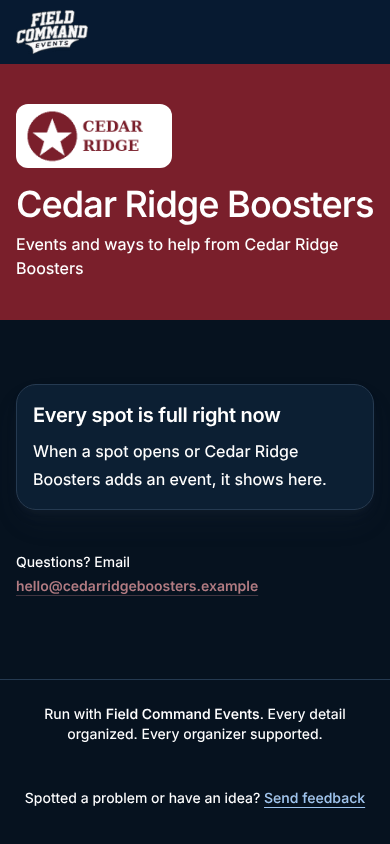 FIELD
COMMAND
EVENTS
CEDAR
RIDGE
Cedar Ridge Boosters
Events and ways to help from Cedar Ridge
Boosters
Every spot is full right now
When a spot opens or Cedar Ridge
Boosters adds an event, it shows here.
Questions? Email
hello@cedarridgeboosters.example
Run with Field Command Events. Every detail
organized. Every organizer supported.
Spotted a problem or have an idea? Send feedback